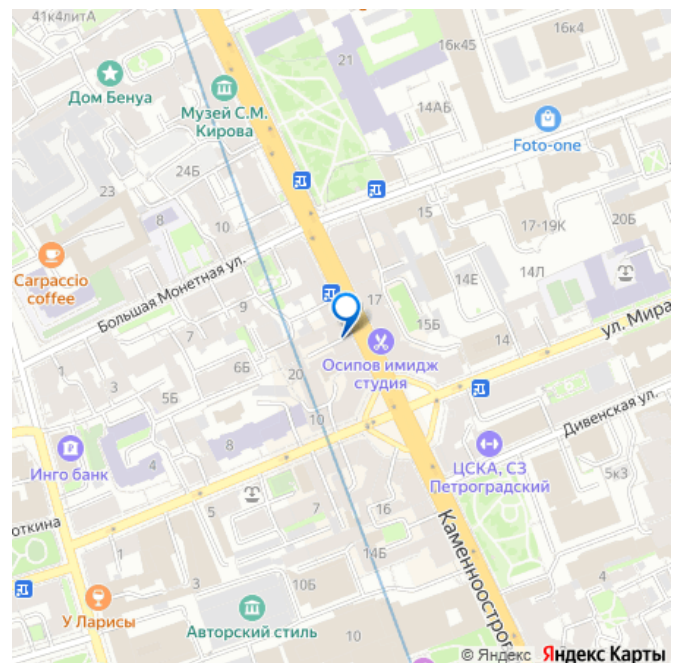 41к4литА
16к45
16к4
21
Дом Бенуа
Музей С.М.
Кирова
14АБ
Foto-one
24Б
23
8
10
15
17-19К
20Б
Carpaccio
coffee
Большая Монетная ул.
9
17
14Е
14Л
7
15Б
14
ул. Мира
1
3
5Б
6Б
20
Осипов имидж
студия
10
Дивенская ул.
8
4
Инго банк
ЦСКА, СЗ
Петроградский
5к3
откина
5
7
16
1
14Б
Каменноостро
3
10Б
4
У Ларисы
Авторский стиль
10
© Яндекс Яндекс Карты